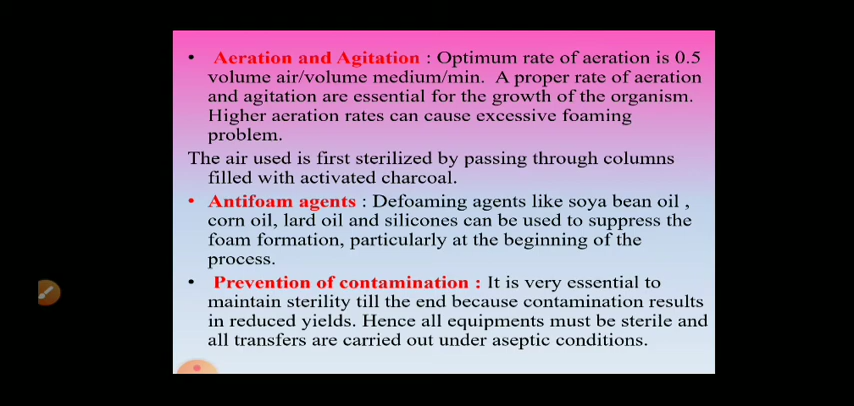 • Aeration and Agitation : Optimum rate of aeration is 0.5
volume air/volume medium/min. A proper rate of aeration
and agitation are essential for the growth of the organism.
Higher aeration rates can cause excessive foaming
problem.
The air used is first sterilized by passing through columns
filled with activated charcoal.
• Antifoam agents : Defoaming agents like soya bean oil ,
corn oil, lard oil and silicones can be used to suppress the
foam formation, particularly at the beginning of the
process.
• Prevention of contamination : It is very essential to
maintain sterility till the end because contamination results
in reduced yields. Hence all equipments must be sterile and
all transfers are carried out under aseptic conditions.